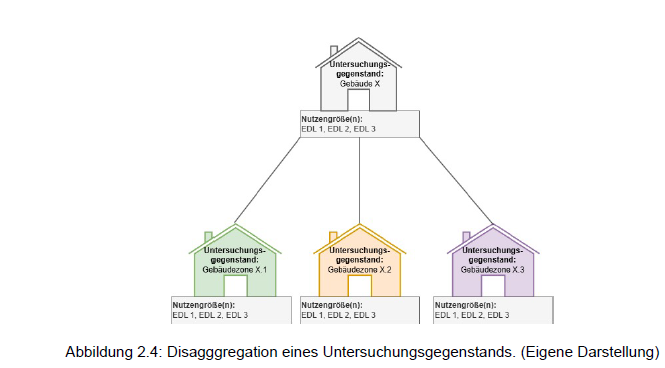 Untersuchungs-
gegenstand:
Gebäude X
Nutzengröße(n):
EDL 1, EDL 2, EDL 3
Untersuchungs-
gegenstand:
Gebäudezone X.1
Nutzengröße(n):
EDL 1, EDL 2, EDL 3
Untersuchungs-
gegenstand:
Gebäudezone X.2
Nutzengröße(n):
EDL 1, EDL 2, EDL 3
Untersuchungs-
gegenstand:
Gebäudezone X.3
Nutzengröße(n):
EDL 1, EDL 2, EDL 3
Abbildung 2.4: Disagggregation eines Untersuchungsgegenstands. (Eigene Darstellung)